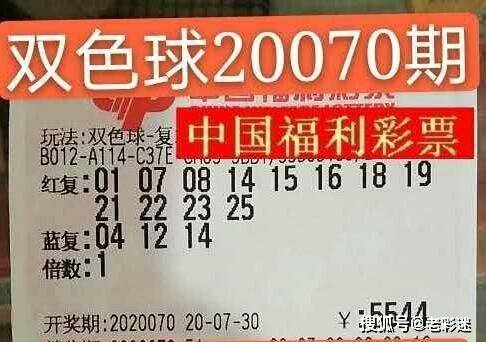 双色球20070期
中国福利彩票
玩法:双色球-复
B012-A114-C37E
红复:01 07 08 14 15 16 18 19
21 22 23 25
蓝复:04 12 14
倍数:1
开奖期:2020070 20-07-30
￥:5544
搜狐号@老彩迷